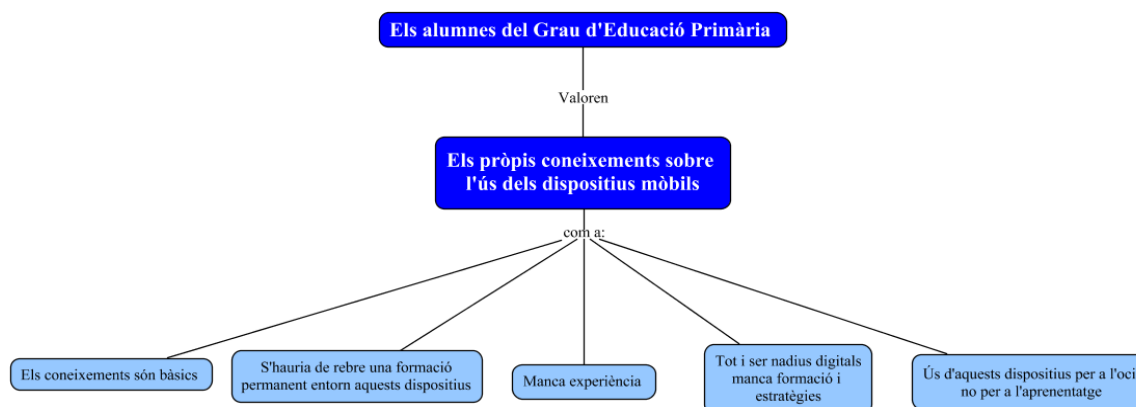 Els alumnes del Grau d'Educació Primària
Valoren
Els pròpis coneixements sobre
l'ús dels dispositius mòbils
com a:
Els coneixements són bàsics
S'hauria de rebre una formació
permanent entorn aquests dispositius
Manca experiència
Tot i ser nadius digitals
manca formació i
estratègies
Ús d'aquests dispositius per a l'oci
no per a l'aprenentatge